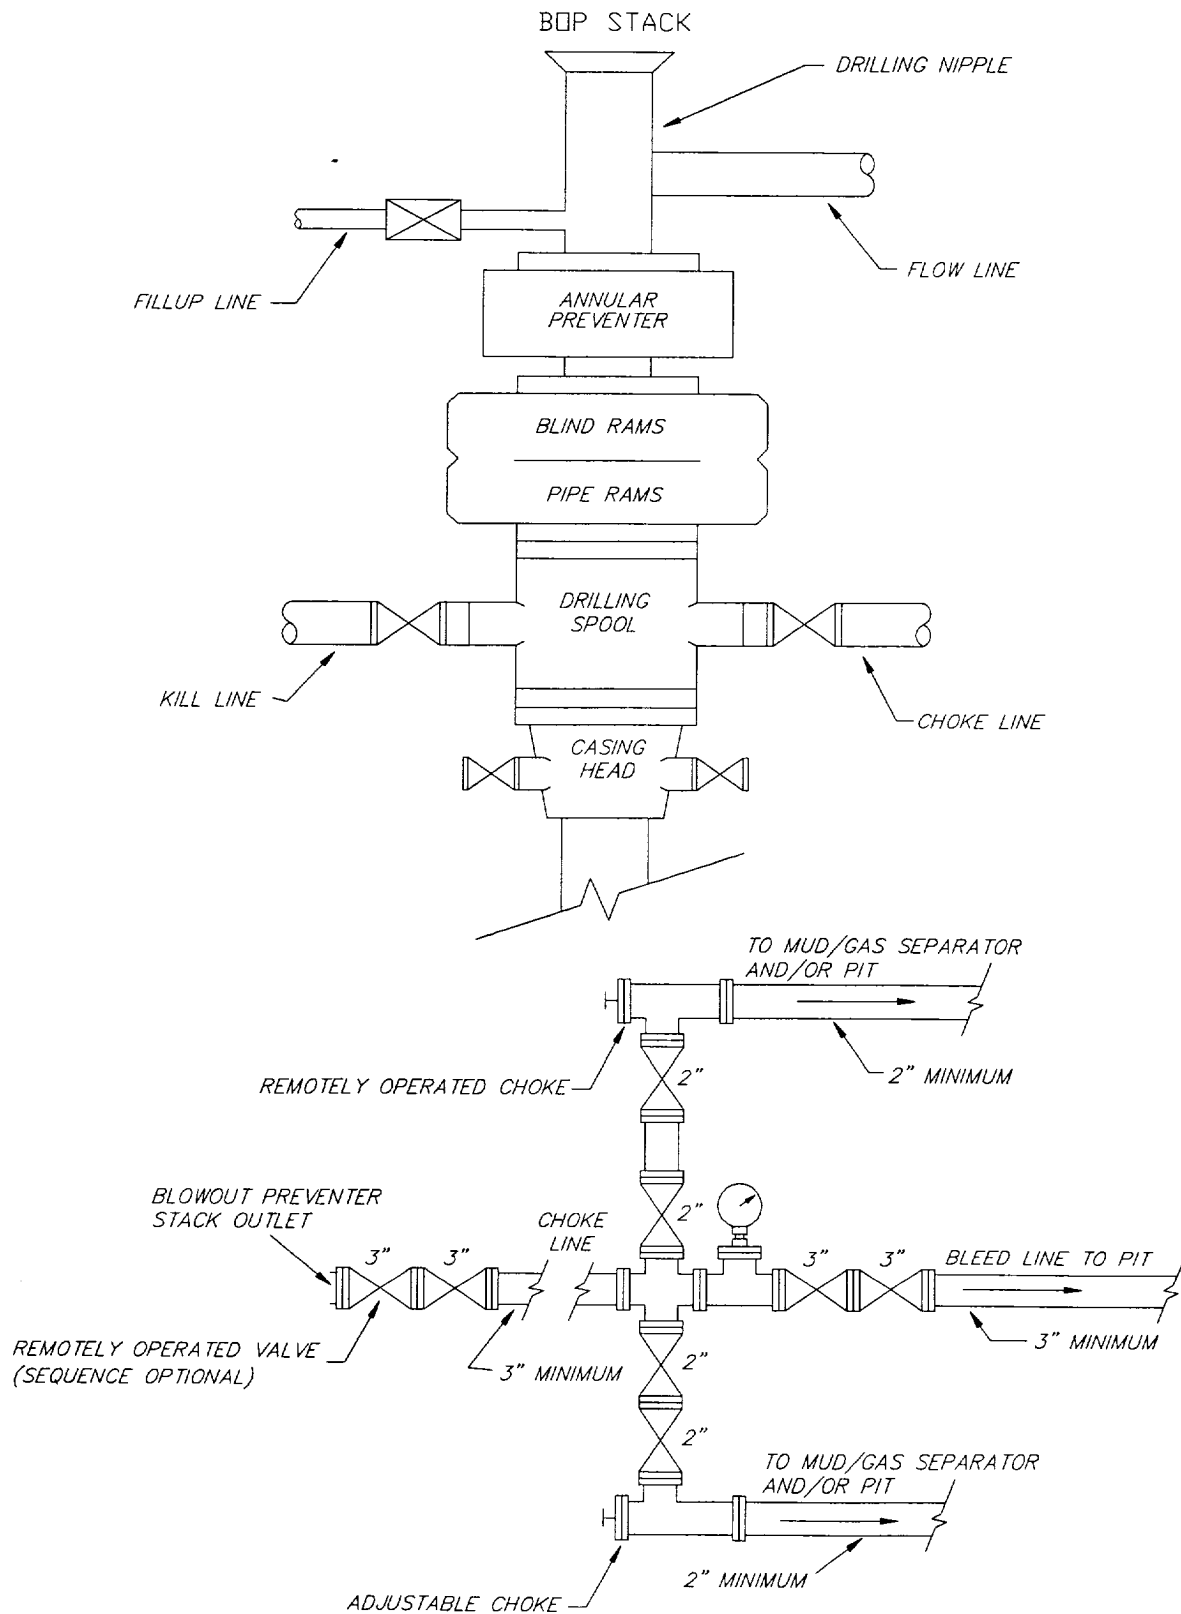 BOP STACK
DRILLING NIPPLE
FLOW LINE
FILLUP LINE
ANNULAR
PREVENTER
BLIND RAMS
PIPE RAMS
DRILLING
SPOOL
KILL LINE
CHOKE LINE
CASING
HEAD
TO MUD/GAS SEPARATOR
AND/OR PIT
REMOTELY OPERATED CHOKE
2"
2" MINIMUM
BLOWOUT PREVENTER
STACK OUTLET
CHOKE
LINE
2"
3"
3"
3"
3"
BLEED LINE TO PIT
REMOTELY OPERATED VALVE
(SEQUENCE OPTIONAL)
3" MINIMUM
2"
3" MINIMUM
2"
TO MUD/GAS SEPARATOR
AND/OR PIT
2" MINIMUM
ADJUSTABLE CHOKE